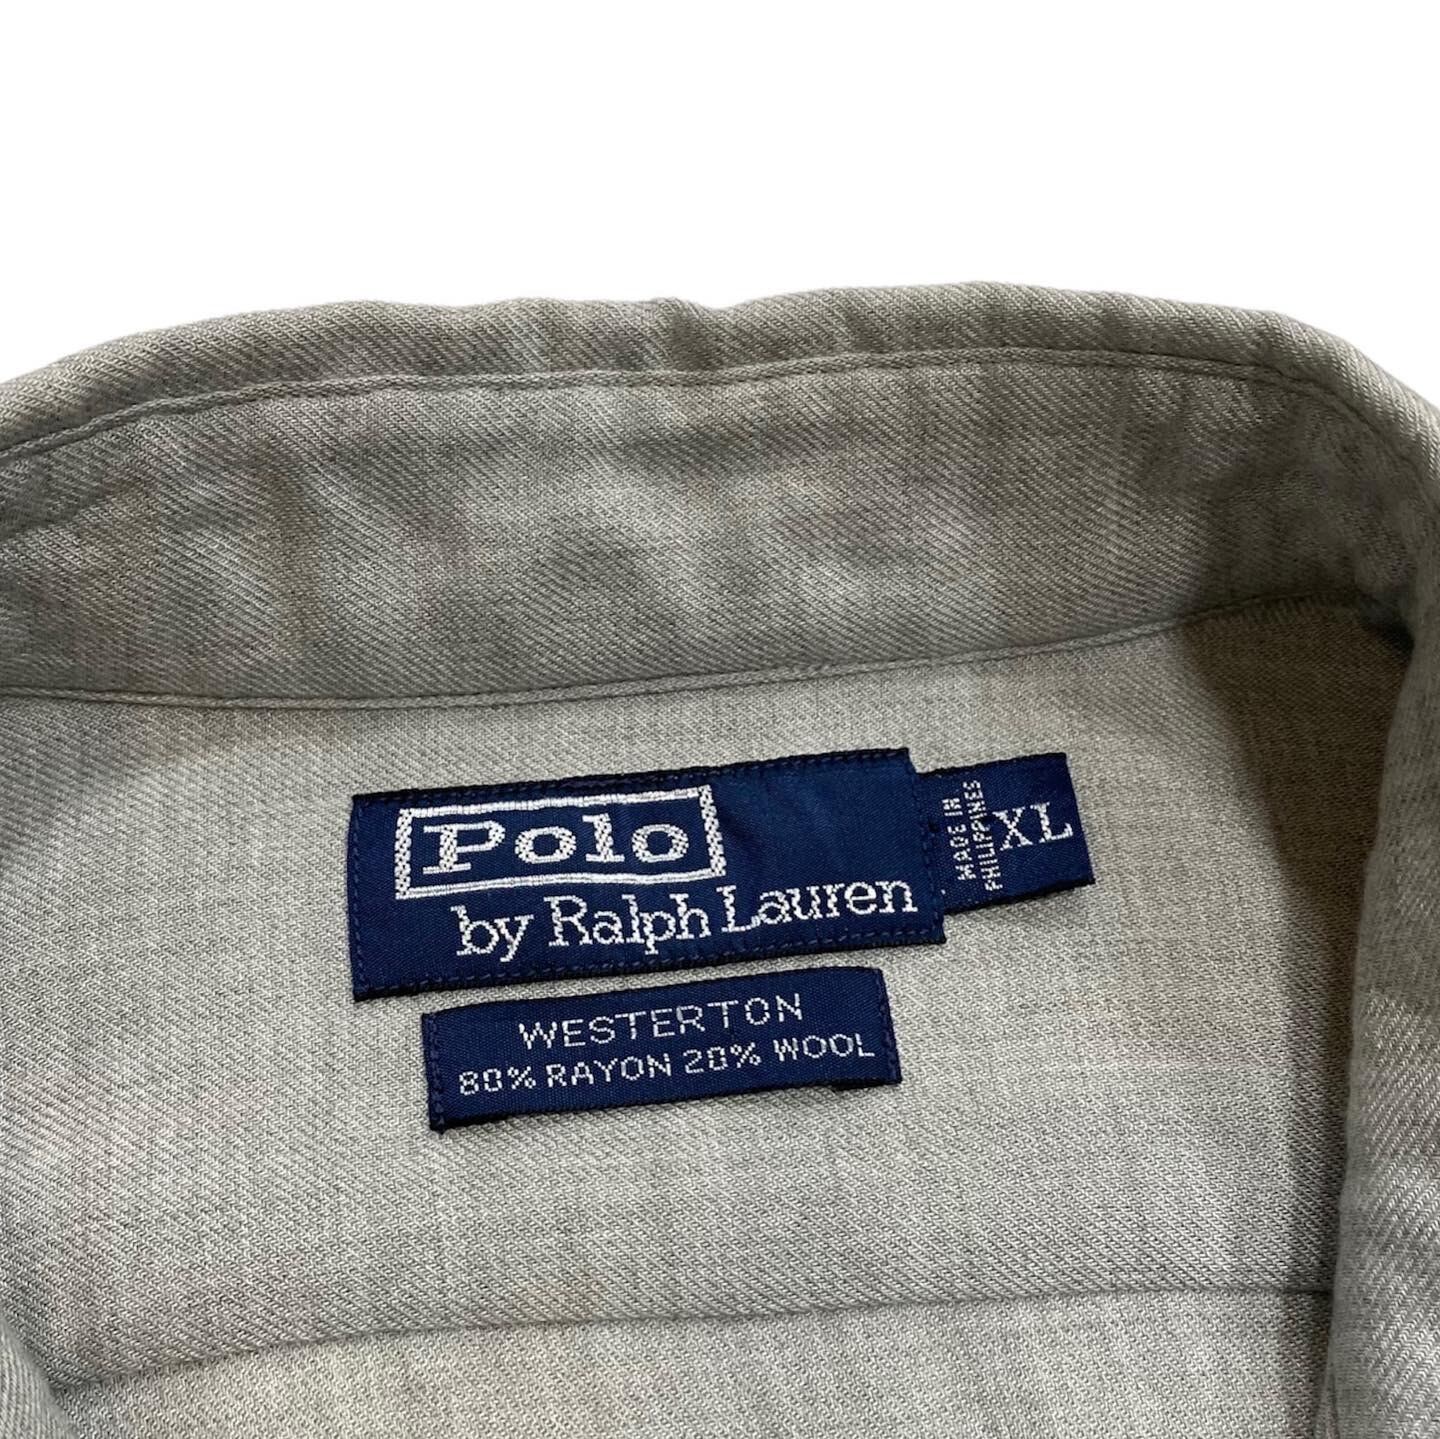 Polo
by Ralph Lauren
MADE IN
PHILIPPINES
XL
WESTERTON
80% RAYON 20% WOOL